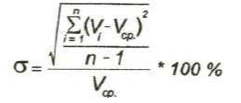 σ = √( Σ_{i=1}^{n} (V_i - V_ср.)² / (n - 1) ) / V_ср. * 100 %